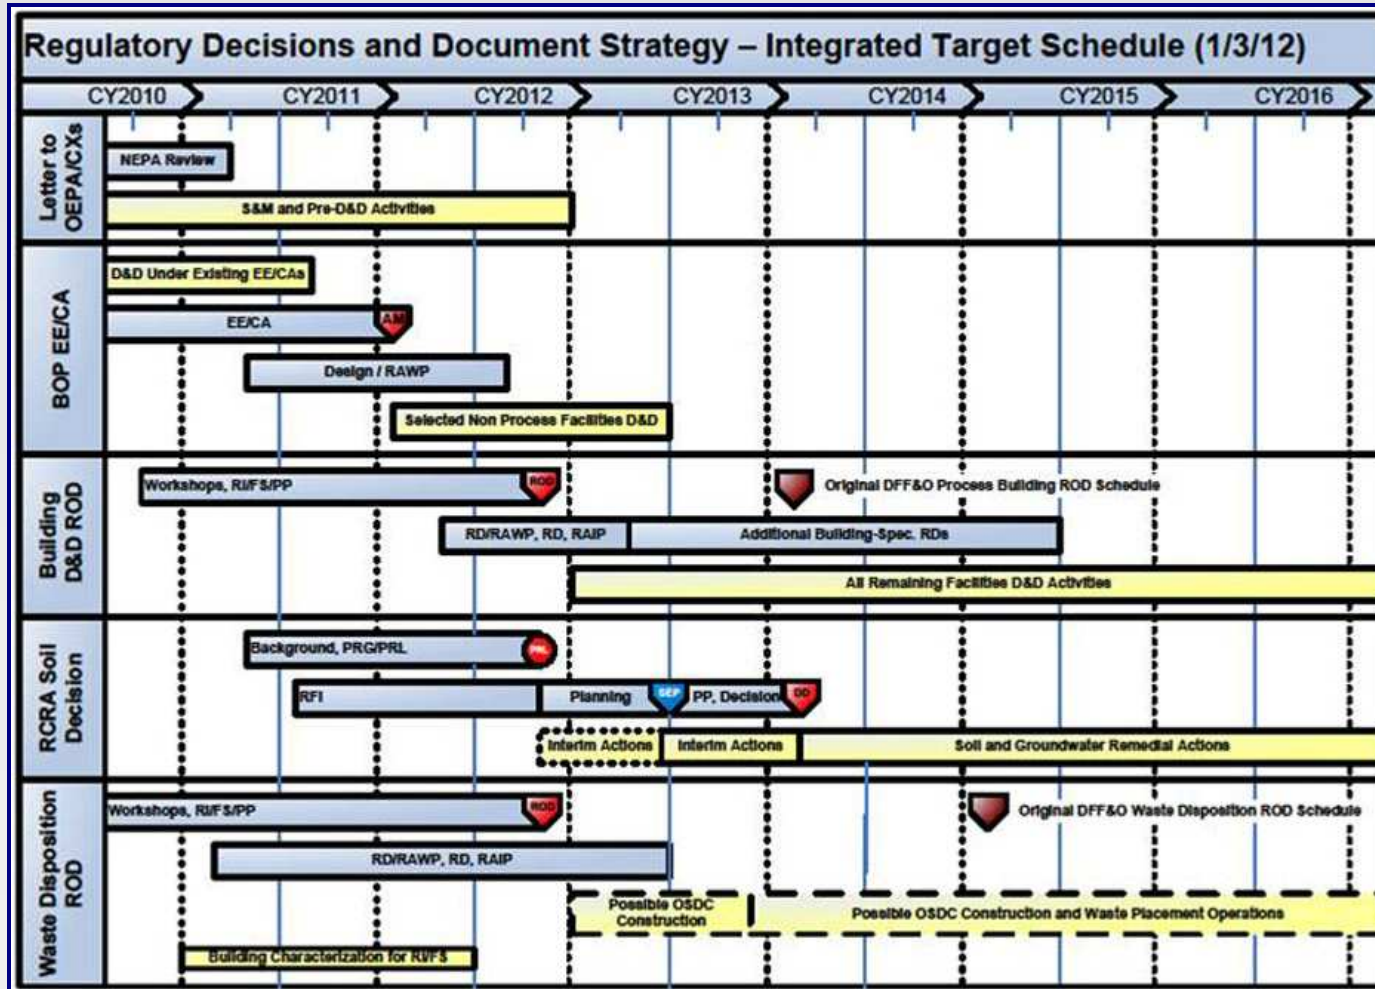 Regulatory Decisions and Document Strategy – Integrated Target Schedule (1/3/12)
CY2010 CY2011 CY2012 CY2013 CY2014 CY2015 CY2016
Letter to
OEPA/CXs
NEPA Review
S&M and Pre-D&D Activities
BOP EE/CA
D&D Under Existing EE/CAs
EE/CA
AM
Design / RAWP
Selected Non Process Facilities D&D
Building
D&D ROD
Workshops, RI/FS/PP
ROD
Original DFF&O Process Building ROD Schedule
RD/RAWP, RD, RAIP
Additional Building-Spec. RDs
All Remaining Facilities D&D Activities
RCRA Soil
Decision
Background, PRG/PRL
PRL
RFI
Planning
SEP
PP, Decision
DD
Interim Actions
Interim Actions
Soil and Groundwater Remedial Actions
Waste Disposition
ROD
Workshops, RI/FS/PP
ROD
Original DFF&O Waste Disposition ROD Schedule
RD/RAWP, RD, RAIP
Possible OSDC
Construction
Possible OSDC Construction and Waste Placement Operations
Building Characterization for RI/FS